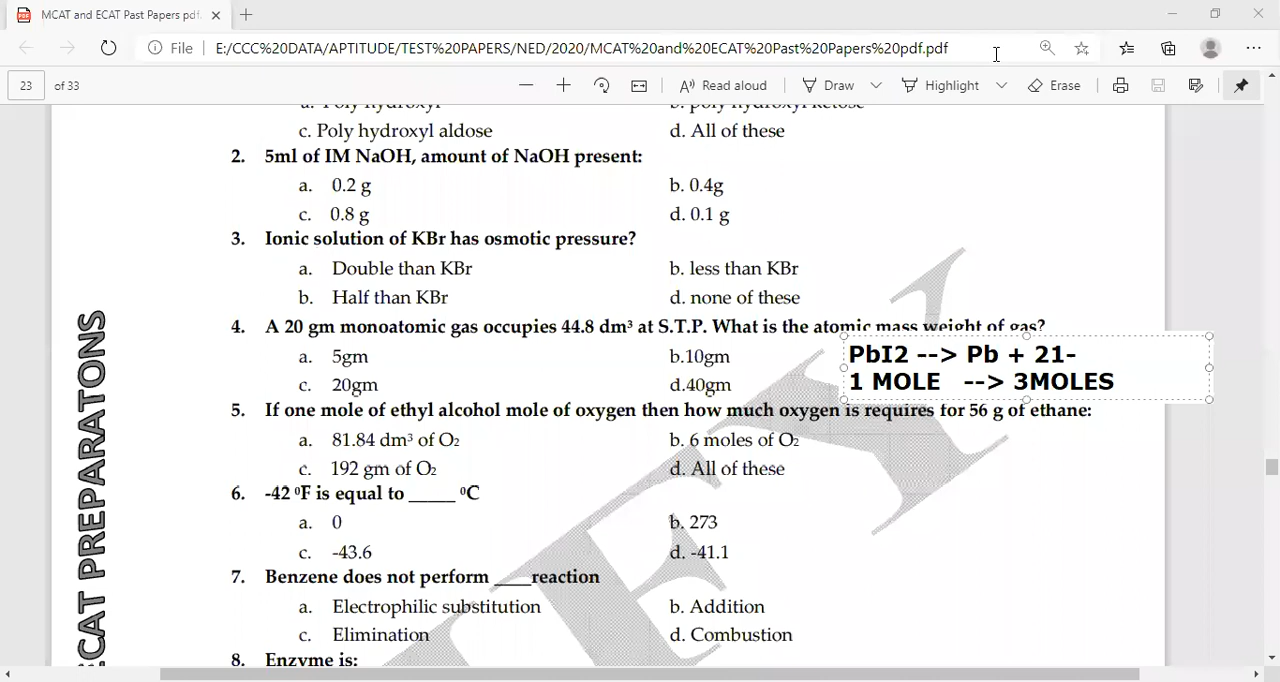 MCAT and ECAT Past Papers pdf.
File E:/CCC%20DATA/APTITUDE/TEST%20PAPERS/NED/2020/MCAT%20and%20ECAT%20Past%20Papers%20pdf.pdf
23 of 33 Read aloud Draw Highlight Erase
a. Poly hydroxyl b. poly hydroxyl ketose
c. Poly hydroxyl aldose d. All of these
2. 5ml of IM NaOH, amount of NaOH present:
a. 0.2 g b. 0.4g
c. 0.8 g d. 0.1 g
3. Ionic solution of KBr has osmotic pressure?
a. Double than KBr b. less than KBr
b. Half than KBr d. none of these
4. A 20 gm monoatomic gas occupies 44.8 dm³ at S.T.P. What is the atomic mass weight of gas?
a. 5gm b.10gm
c. 20gm d.40gm
PbI2 --> Pb + 21-
1 MOLE --> 3MOLES
5. If one mole of ethyl alcohol mole of oxygen then how much oxygen is requires for 56 g of ethane:
a. 81.84 dm³ of O₂ b. 6 moles of O₂
c. 192 gm of O₂ d. All of these
6. -42 ⁰F is equal to _____ ⁰C
a. 0 b. 273
c. -43.6 d. -41.1
7. Benzene does not perform ____reaction
a. Electrophilic substitution b. Addition
c. Elimination d. Combustion
8. Enzyme is:
ECAT PREPARATONS